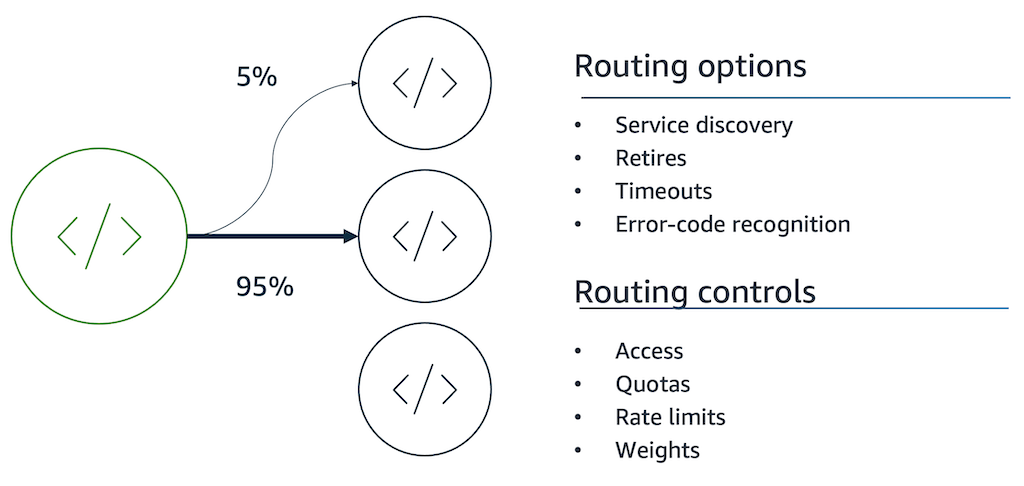 5%
95%
Routing options
• Service discovery
• Retires
• Timeouts
• Error-code recognition
Routing controls
• Access
• Quotas
• Rate limits
• Weights